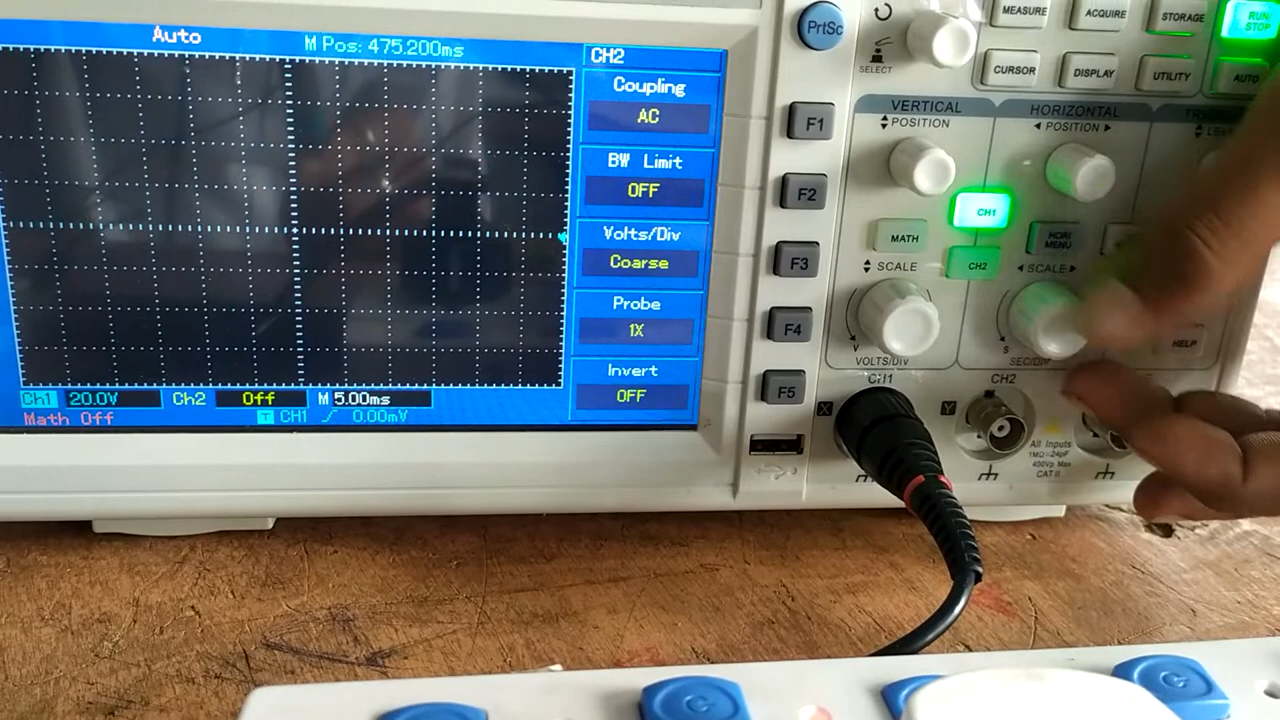 Auto
M Pos: 475.200ms
CH2
Coupling
AC
BW Limit
OFF
Volts/Div
Coarse
Probe
1X
Invert
OFF
Ch1 20.0V Ch2 Off M 5.00ms
Math Off T CH1 0.00mV
PrtSc
SELECT
MEASURE
ACQUIRE
STORAGE
RUN
STOP
CURSOR
DISPLAY
UTILITY
AUTO
F1
F2
F3
F4
F5
VERTICAL
POSITION
HORIZONTAL
POSITION
CH1
MATH
HORI
MENU
CH2
SCALE
SCALE
V
VOLTS/DIV
S
SEC/DIV
HELP
CH1
CH2
X
Y
All Inputs
1MΩ=24pF
400Vp Max
CAT II